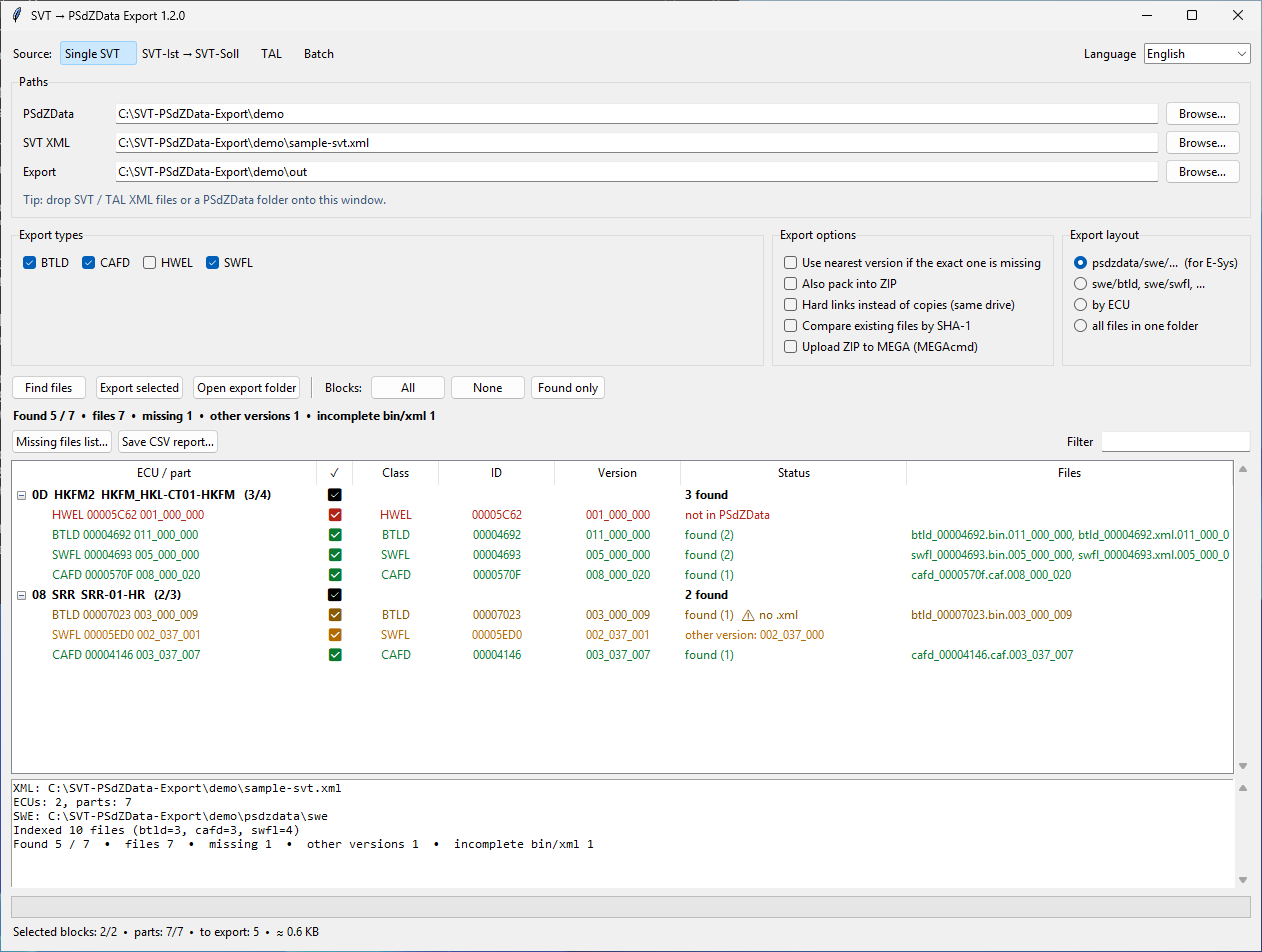 SVT → PSdZData Export 1.2.0
Source: Single SVT SVT-Ist → SVT-Soll TAL Batch Language English
Paths
PSdZData C:\SVT-PSdZData-Export\demo Browse...
SVT XML C:\SVT-PSdZData-Export\demo\sample-svt.xml Browse...
Export C:\SVT-PSdZData-Export\demo\out Browse...
Tip: drop SVT / TAL XML files or a PSdZData folder onto this window.
Export types
BTLD CAFD HWEL SWFL
Export options
Use nearest version if the exact one is missing
Also pack into ZIP
Hard links instead of copies (same drive)
Compare existing files by SHA-1
Upload ZIP to MEGA (MEGAcmd)
Export layout
psdzdata/swe/... (for E-Sys)
swe/btld, swe/swfl, ...
by ECU
all files in one folder
Find files Export selected Open export folder Blocks: All None Found only
Found 5 / 7 • files 7 • missing 1 • other versions 1 • incomplete bin/xml 1
Missing files list... Save CSV report... Filter
ECU / part ✓ Class ID Version Status Files
0D HKFM2 HKFM_HKL-CT01-HKFM (3/4) 3 found
HWEL 00005C62 001_000_000 HWEL 00005C62 001_000_000 not in PSdZData
BTLD 00004692 011_000_000 BTLD 00004692 011_000_000 found (2) btld_00004692.bin.011_000_000, btld_00004692.xml.011_000_0
SWFL 00004693 005_000_000 SWFL 00004693 005_000_000 found (2) swfl_00004693.bin.005_000_000, swfl_00004693.xml.005_000_0
CAFD 0000570F 008_000_020 CAFD 0000570F 008_000_020 found (1) cafd_0000570f.caf.008_000_020
08 SRR SRR-01-HR (2/3) 2 found
BTLD 00007023 003_000_009 BTLD 00007023 003_000_009 found (1) ⚠ no .xml btld_00007023.bin.003_000_009
SWFL 00005ED0 002_037_001 SWFL 00005ED0 002_037_001 other version: 002_037_000
CAFD 00004146 003_037_007 CAFD 00004146 003_037_007 found (1) cafd_00004146.caf.003_037_007
XML: C:\SVT-PSdZData-Export\demo\sample-svt.xml
ECUs: 2, parts: 7
SWE: C:\SVT-PSdZData-Export\demo\psdzdata\swe
Indexed 10 files (btld=3, cafd=3, swfl=4)
Found 5 / 7 • files 7 • missing 1 • other versions 1 • incomplete bin/xml 1
Selected blocks: 2/2 • parts: 7/7 • to export: 5 • ≈ 0.6 KB